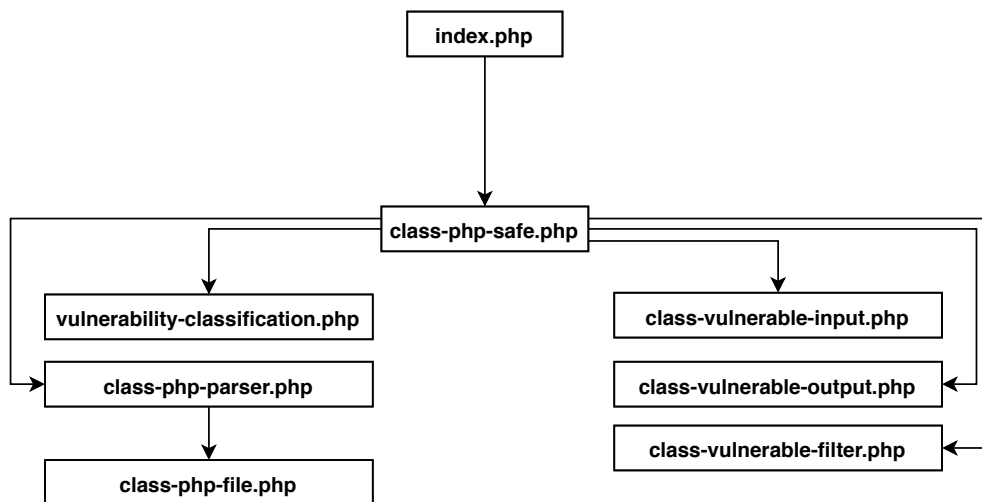 index.php
class-php-safe.php
vulnerability-classification.php
class-vulnerable-input.php
class-php-parser.php
class-vulnerable-output.php
class-vulnerable-filter.php
class-php-file.php